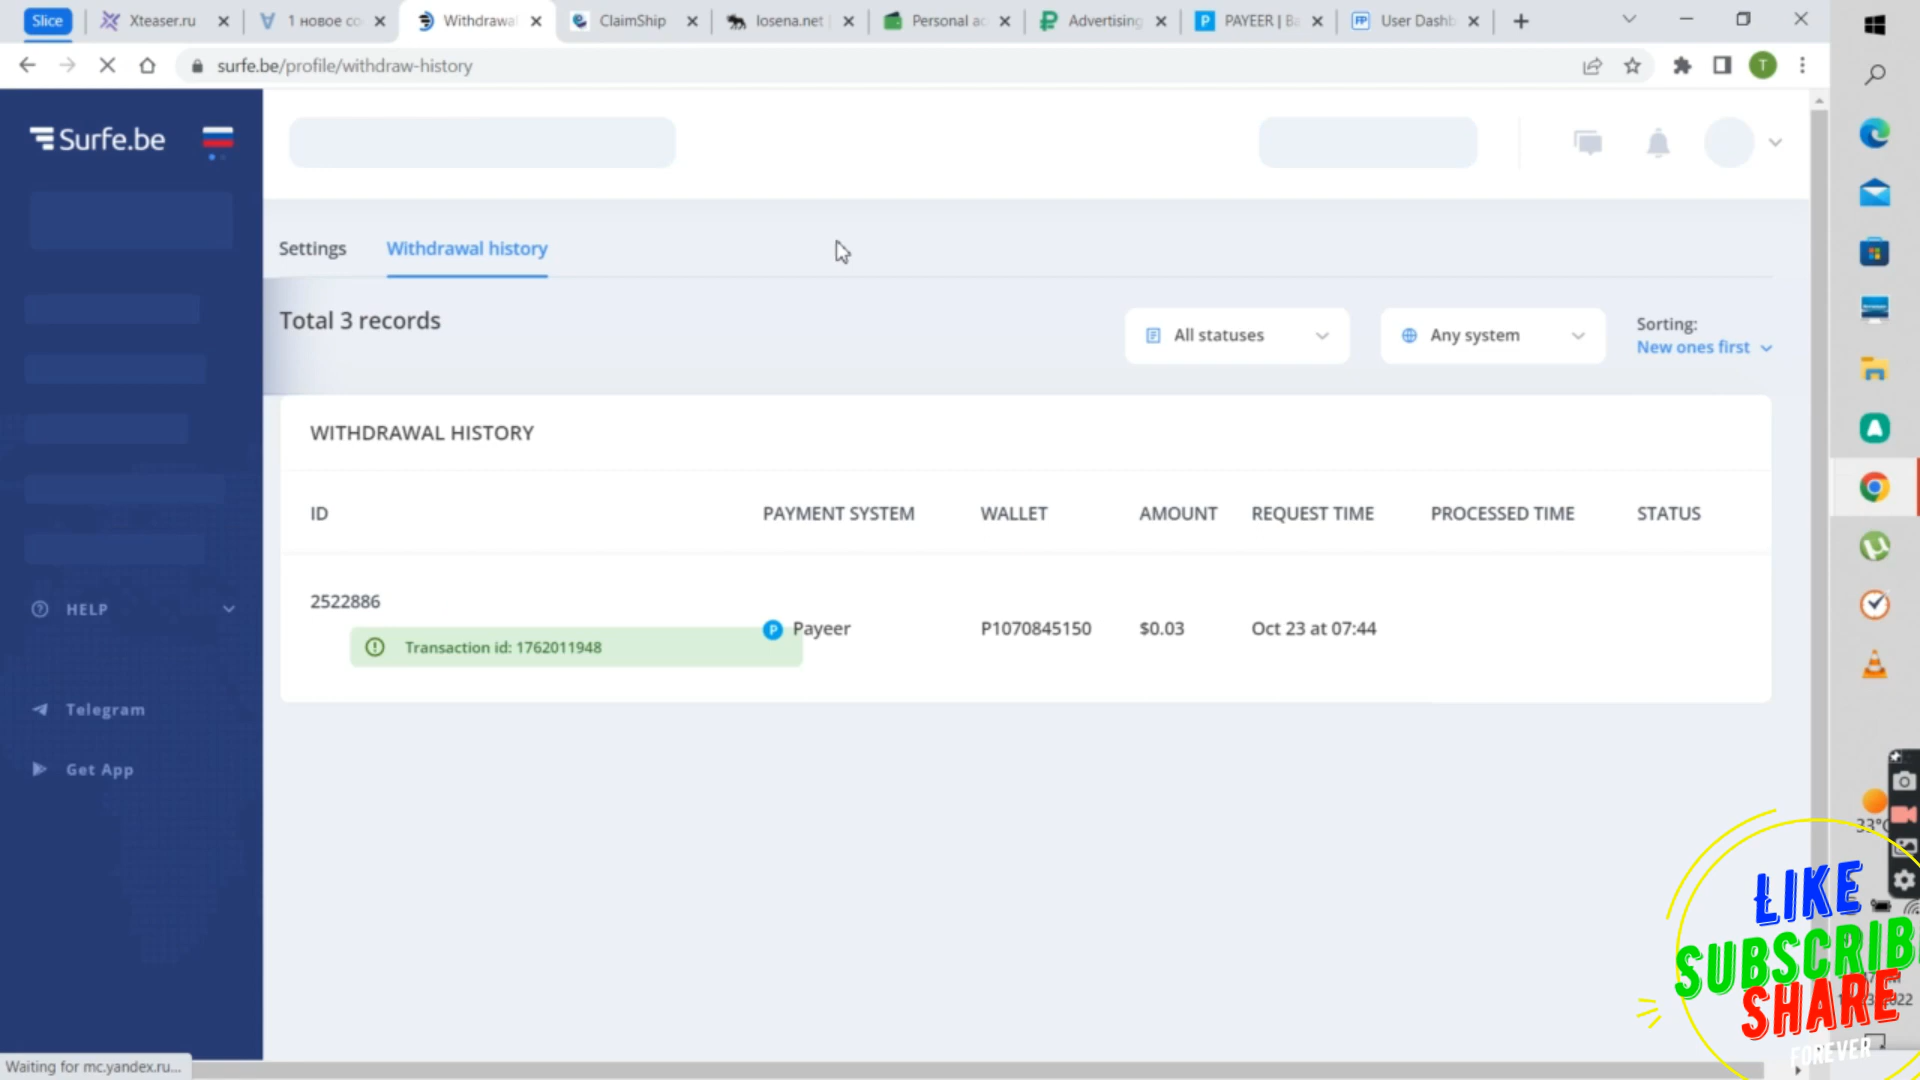 Slice
Xteaser.ru
1 новое со
Withdrawal
ClaimShip
losena.net
Personal ac
Advertising
PAYEER | Ba
User Dashb
surfe.be/profile/withdraw-history
T
Surfe.be
Settings
Withdrawal history
Total 3 records
All statuses
Any system
Sorting:
New ones first
WITHDRAWAL HISTORY
ID
PAYMENT SYSTEM
WALLET
AMOUNT
REQUEST TIME
PROCESSED TIME
STATUS
2522886
Transaction id: 1762011948
Payeer
P1070845150
$0.03
Oct 23 at 07:44
HELP
Telegram
Get App
33°C
LIKE
SUBSCRIB
SHARE
FOREVER
Waiting for mc.yandex.ru...